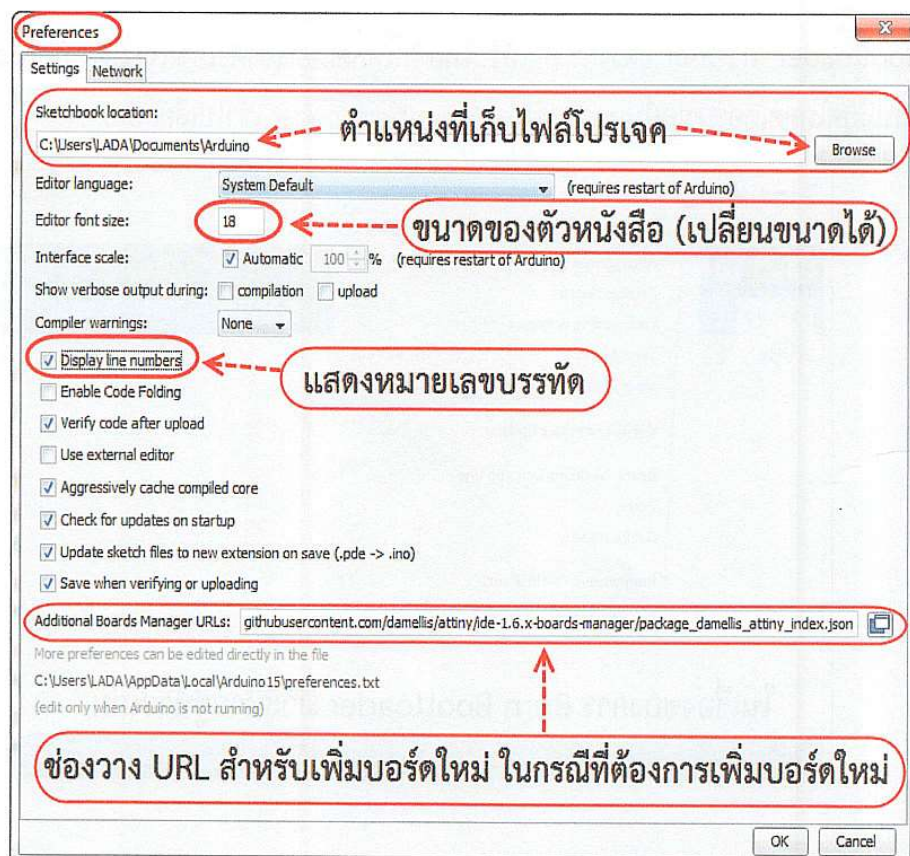 Preferences
Settings Network
Sketchbook location:
C:\Users\LADA\Documents\Arduino ตำแหน่งที่เก็บไฟล์โปรเจค Browse
Editor language: System Default (requires restart of Arduino)
Editor font size: 18 ขนาดของตัวหนังสือ (เปลี่ยนขนาดได้)
Interface scale: Automatic 100 % (requires restart of Arduino)
Show verbose output during: compilation upload
Compiler warnings: None
Display line numbers
แสดงหมายเลขบรรทัด
Enable Code Folding
Verify code after upload
Use external editor
Aggressively cache compiled core
Check for updates on startup
Update sketch files to new extension on save (.pde -> .ino)
Save when verifying or uploading
Additional Boards Manager URLs: githubusercontent.com/damellis/attiny/ide-1.6.x-boards-manager/package_damellis_attiny_index.json
More preferences can be edited directly in the file
C:\Users\LADA\AppData\Local\Arduino15\preferences.txt
(edit only when Arduino is not running)
ช่องวาง URL สำหรับเพิ่มบอร์ดใหม่ ในกรณีที่ต้องการเพิ่มบอร์ดใหม่
OK Cancel